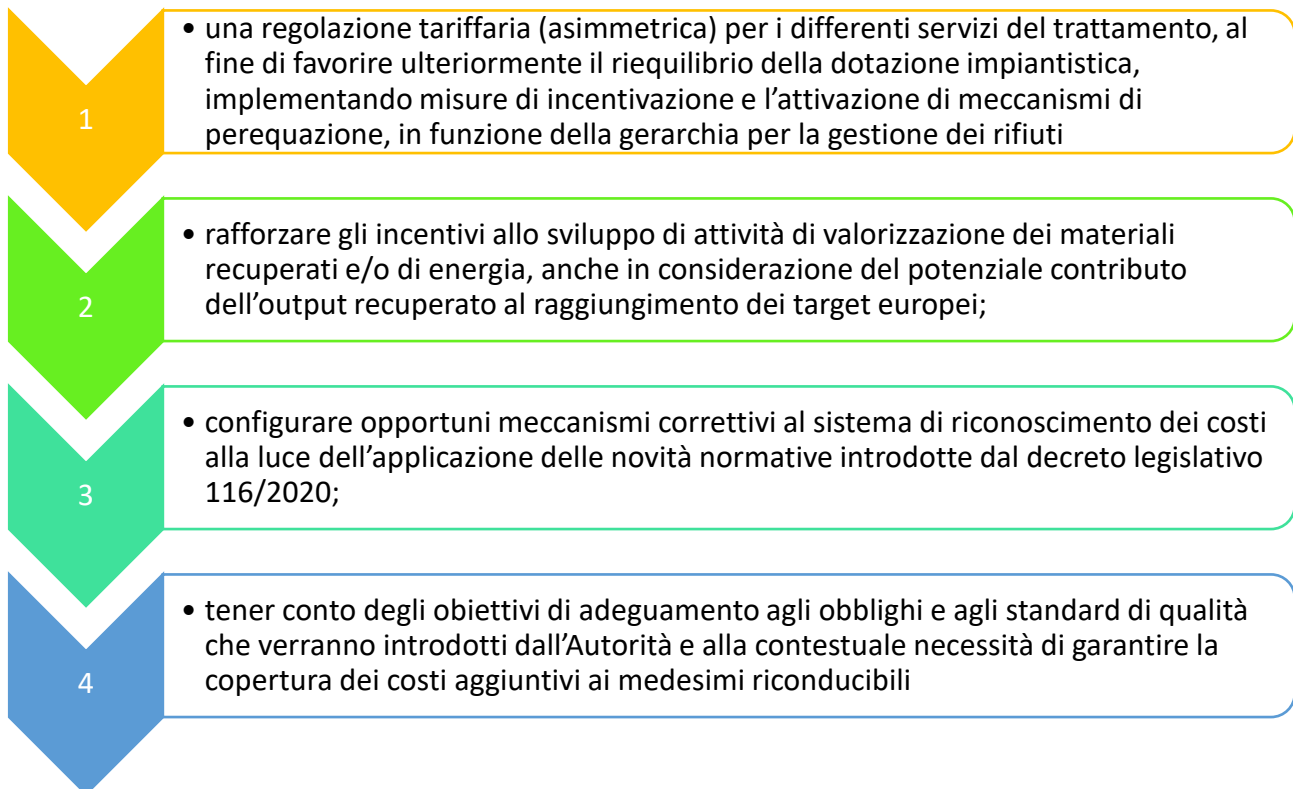 1
• una regolazione tariffaria (asimmetrica) per i differenti servizi del trattamento, al
fine di favorire ulteriormente il riequilibrio della dotazione impiantistica,
implementando misure di incentivazione e l’attivazione di meccanismi di
perequazione, in funzione della gerarchia per la gestione dei rifiuti
2
• rafforzare gli incentivi allo sviluppo di attività di valorizzazione dei materiali
recuperati e/o di energia, anche in considerazione del potenziale contributo
dell’output recuperato al raggiungimento dei target europei;
3
• configurare opportuni meccanismi correttivi al sistema di riconoscimento dei costi
alla luce dell’applicazione delle novità normative introdotte dal decreto legislativo
116/2020;
4
• tener conto degli obiettivi di adeguamento agli obblighi e agli standard di qualità
che verranno introdotti dall’Autorità e alla contestuale necessità di garantire la
copertura dei costi aggiuntivi ai medesimi riconducibili